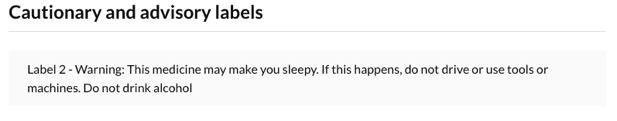 Cautionary and advisory labels
Label 2 - Warning: This medicine may make you sleepy. If this happens, do not drive or use tools or
machines. Do not drink alcohol